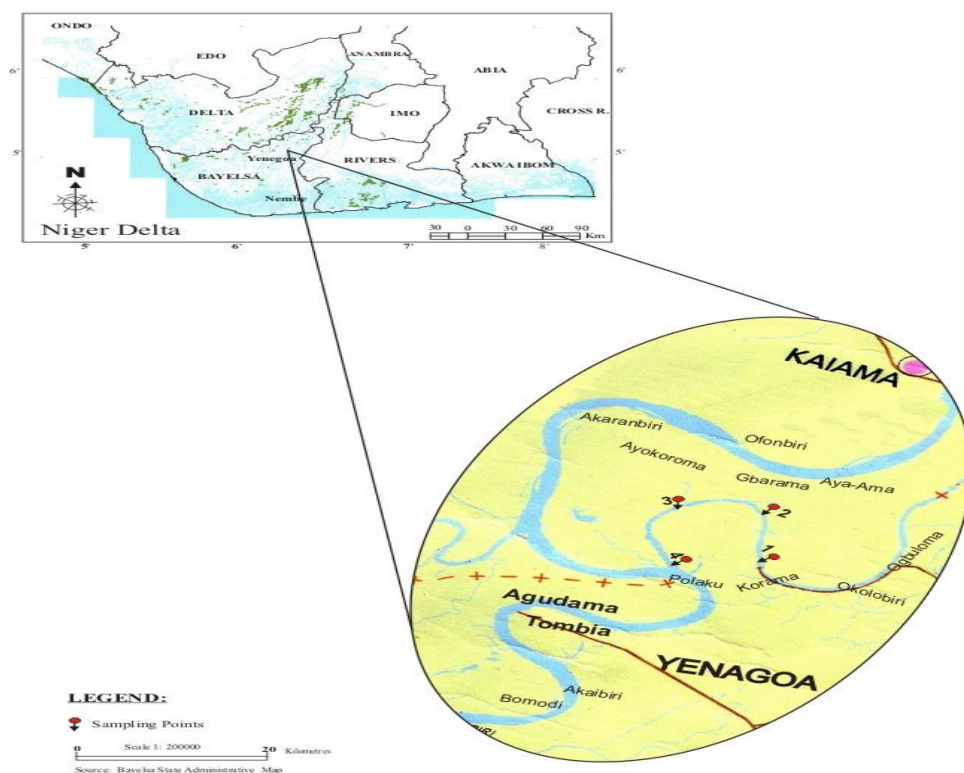 ONDO
EDO
ANAMBRA
ABIA
6'
6'
DELTA
IMO
CROSS R.
5'
5'
Yenegoa
RIVERS
BAYELSA
AKWAIBOM
N
Nembe
Niger Delta
30 0 30 60 90
Km
5'
6'
7'
8'
KAIAMA
Akaranbiri
Ofonbiri
Ayokoroma
Gbarama
Aya-Ama
3
2
1
4
Ogbuloma
Polaku
Korama
Okolobiri
Agudama
Tombia
YENAGOA
Akaibiri
Bomodi
LEGEND:
Sampling Points
0 Scale 1: 200000 20 Kilometres
Source: Bayelsa State Administrative Map